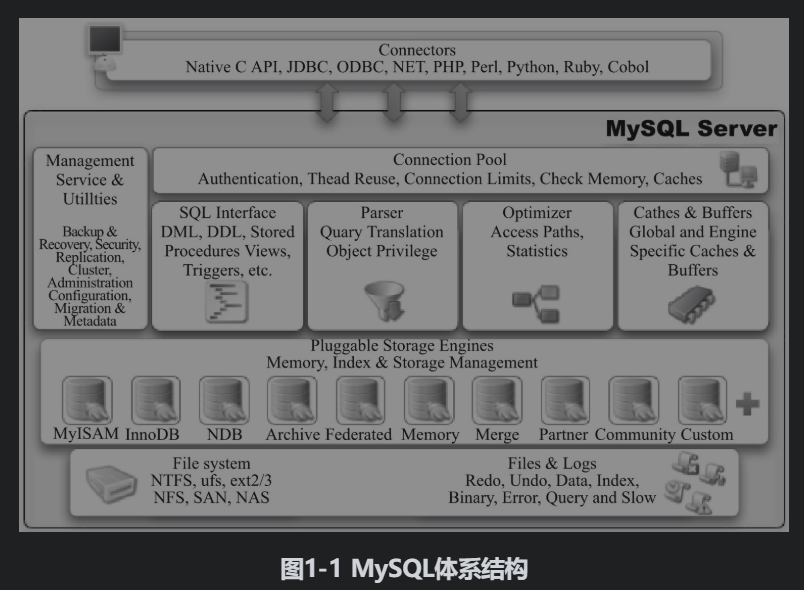 Connectors
Native C API, JDBC, ODBC, NET, PHP, Perl, Python, Ruby, Cobol
MySQL Server
Management
Service &
Utillties
Backup &
Recovery, Security,
Replication,
Cluster,
Administration
Configuration,
Migration &
Metadata
Connection Pool
Authentication, Thead Reuse, Connection Limits, Check Memory, Caches
SQL Interface
DML, DDL, Stored
Procedures Views,
Triggers, etc.
Parser
Quary Translation
Object Privilege
Optimizer
Access Paths,
Statistics
Cathes & Buffers
Global and Engine
Specific Caches &
Buffers
Pluggable Storage Engines
Memory, Index & Storage Management
MyISAM InnoDB NDB Archive Federated Memory Merge Partner Community Custom
File system
NTFS, ufs, ext2/3
NFS, SAN, NAS
Files & Logs
Redo, Undo, Data, Index,
Binary, Error, Query and Slow
图1-1 MySQL体系结构